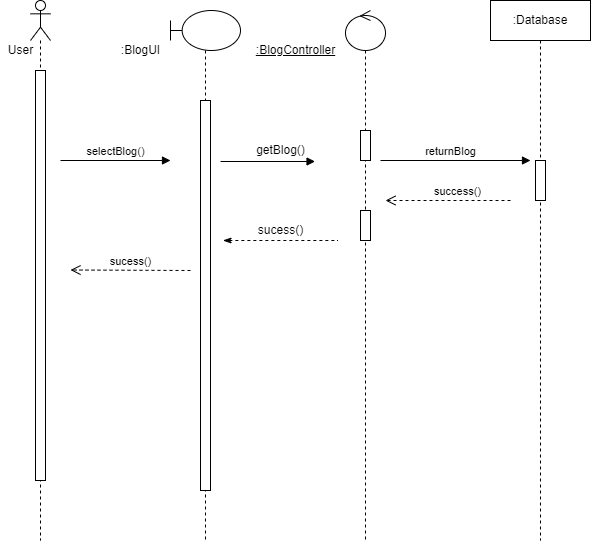 :Database
User
:BlogUI
:BlogController
selectBlog()
getBlog()
returnBlog
success()
sucess()
sucess()